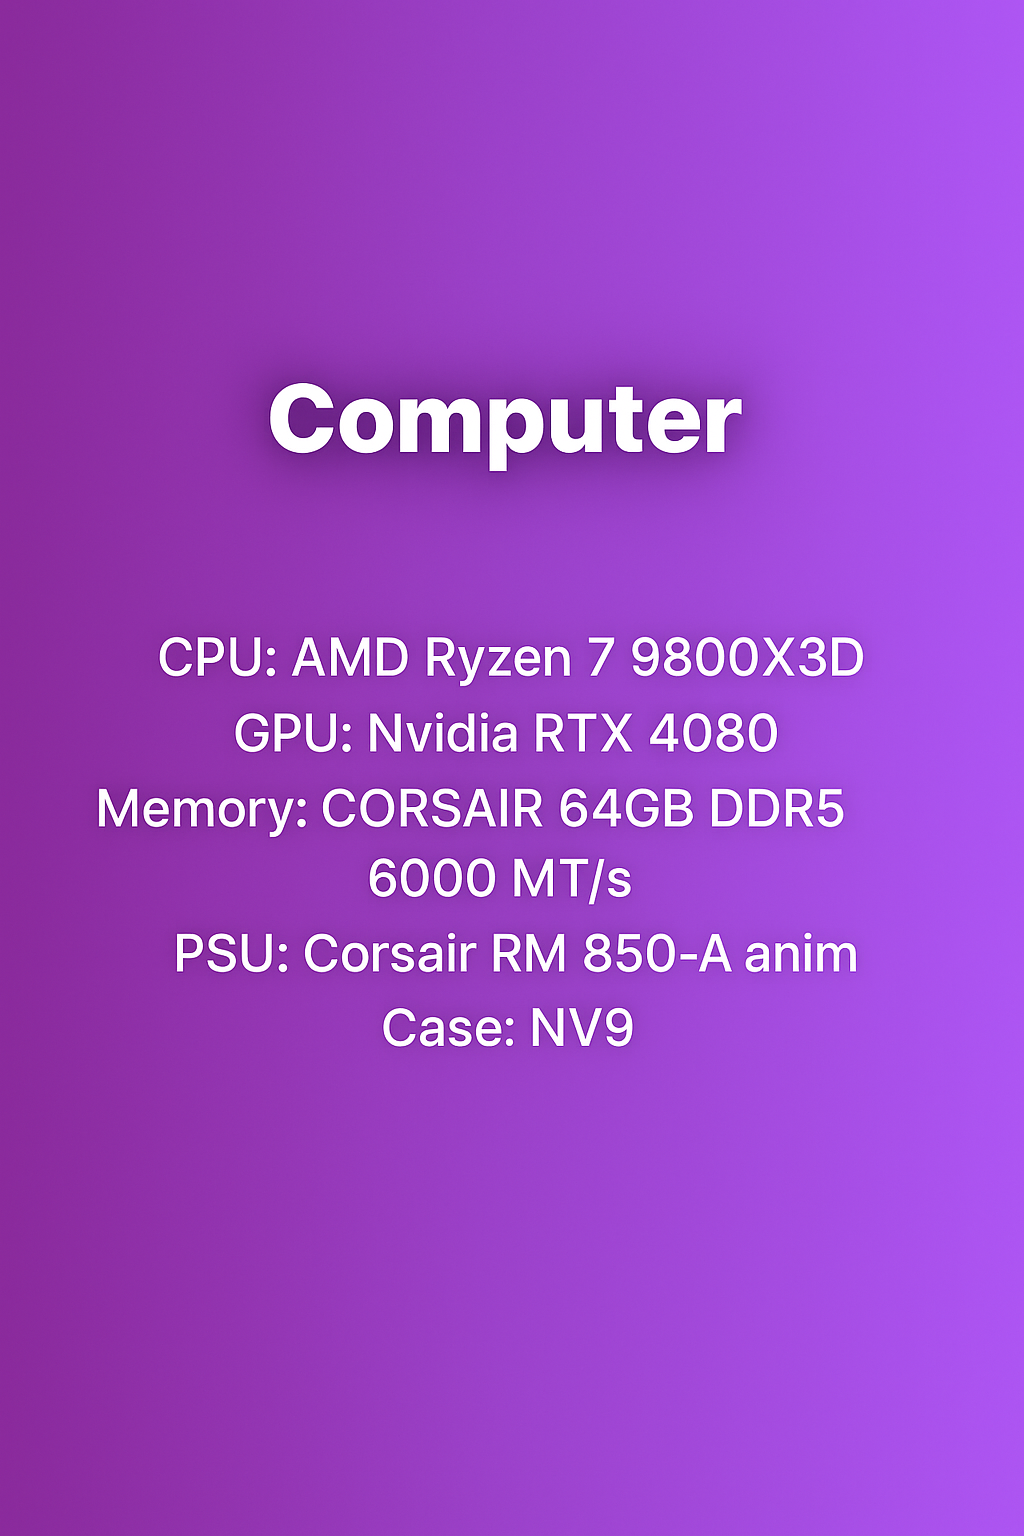 Computer
CPU: AMD Ryzen 7 9800X3D
GPU: Nvidia RTX 4080
Memory: CORSAIR 64GB DDR5
6000 MT/s
PSU: Corsair RM 850-A anim
Case: NV9